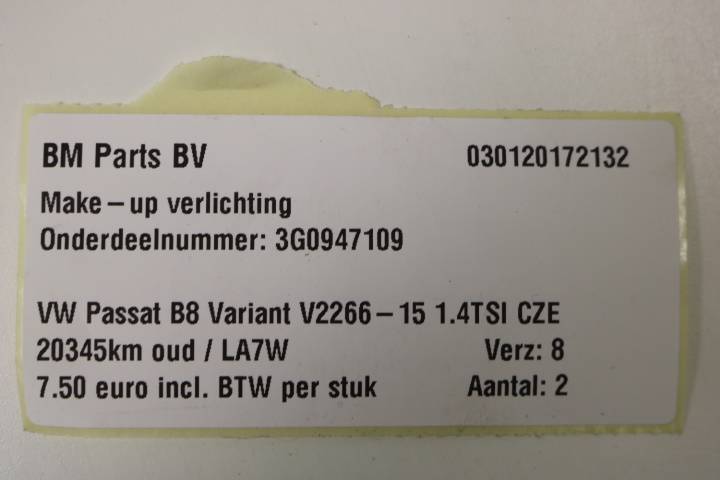 BM Parts BV 030120172132
Make-up verlichting
Onderdeelnummer: 3G0947109
VW Passat B8 Variant V2266-15 1.4TSI CZE
20345km oud / LA7W Verz: 8
7.50 euro incl. BTW per stuk Aantal: 2